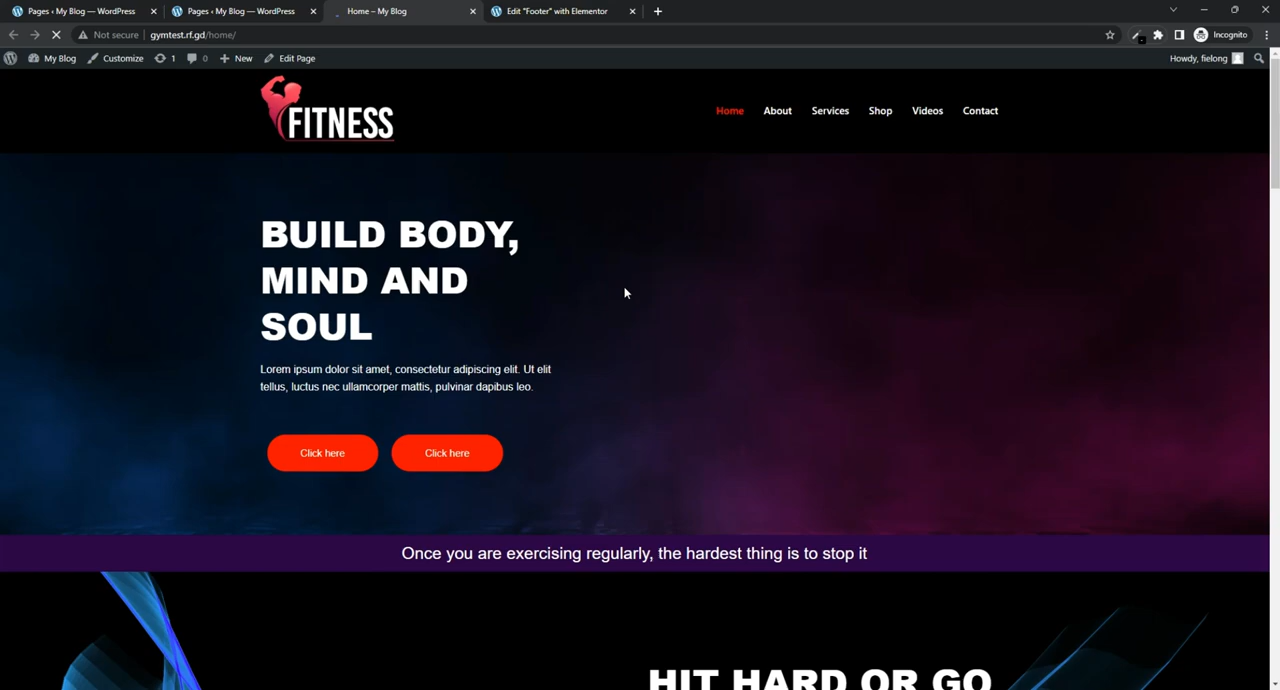 Pages ‹ My Blog — WordPress
Pages ‹ My Blog — WordPress
Home – My Blog
Edit "Footer" with Elementor
Not secure
gymtest.rf.gd/home/
Incognito
My Blog
Customize
1
0
New
Edit Page
Howdy, fielong
FITNESS
Home
About
Services
Shop
Videos
Contact
BUILD BODY,
MIND AND
SOUL
Lorem ipsum dolor sit amet, consectetur adipiscing elit. Ut elit
tellus, luctus nec ullamcorper mattis, pulvinar dapibus leo.
Click here
Click here
Once you are exercising regularly, the hardest thing is to stop it
HIT HARD OR GO